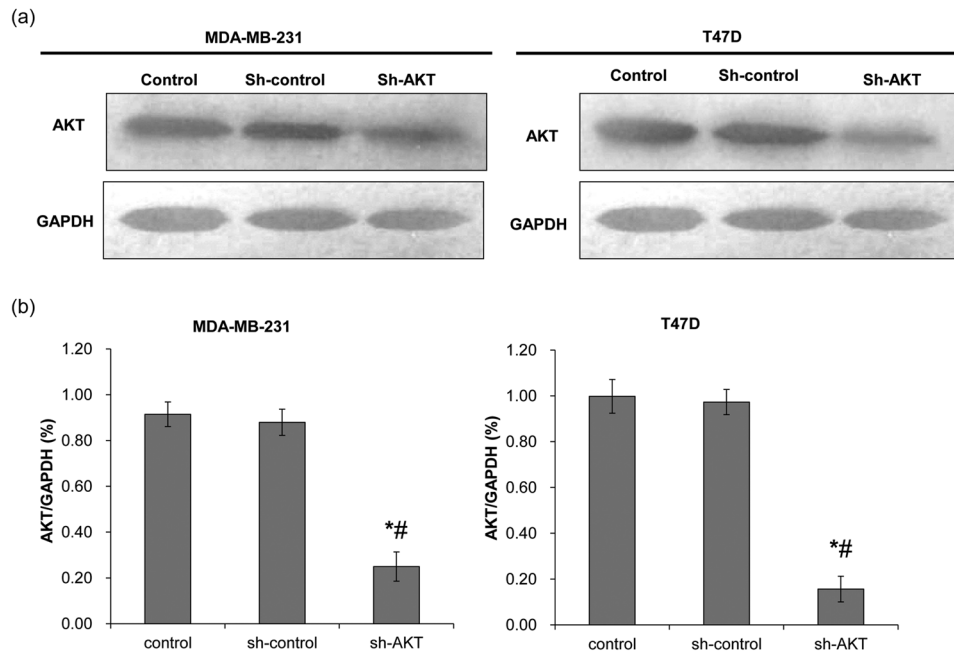 (a)
MDA-MB-231
Control Sh-control Sh-AKT
AKT
GAPDH
T47D
Control Sh-control Sh-AKT
AKT
GAPDH
(b)
MDA-MB-231
1.20
1.00
0.80
0.60
0.40
0.20
0.00
AKT/GAPDH (%)
*#
control sh-control sh-AKT
T47D
1.20
1.00
0.80
0.60
0.40
0.20
0.00
AKT/GAPDH (%)
*#
control sh-control sh-AKT